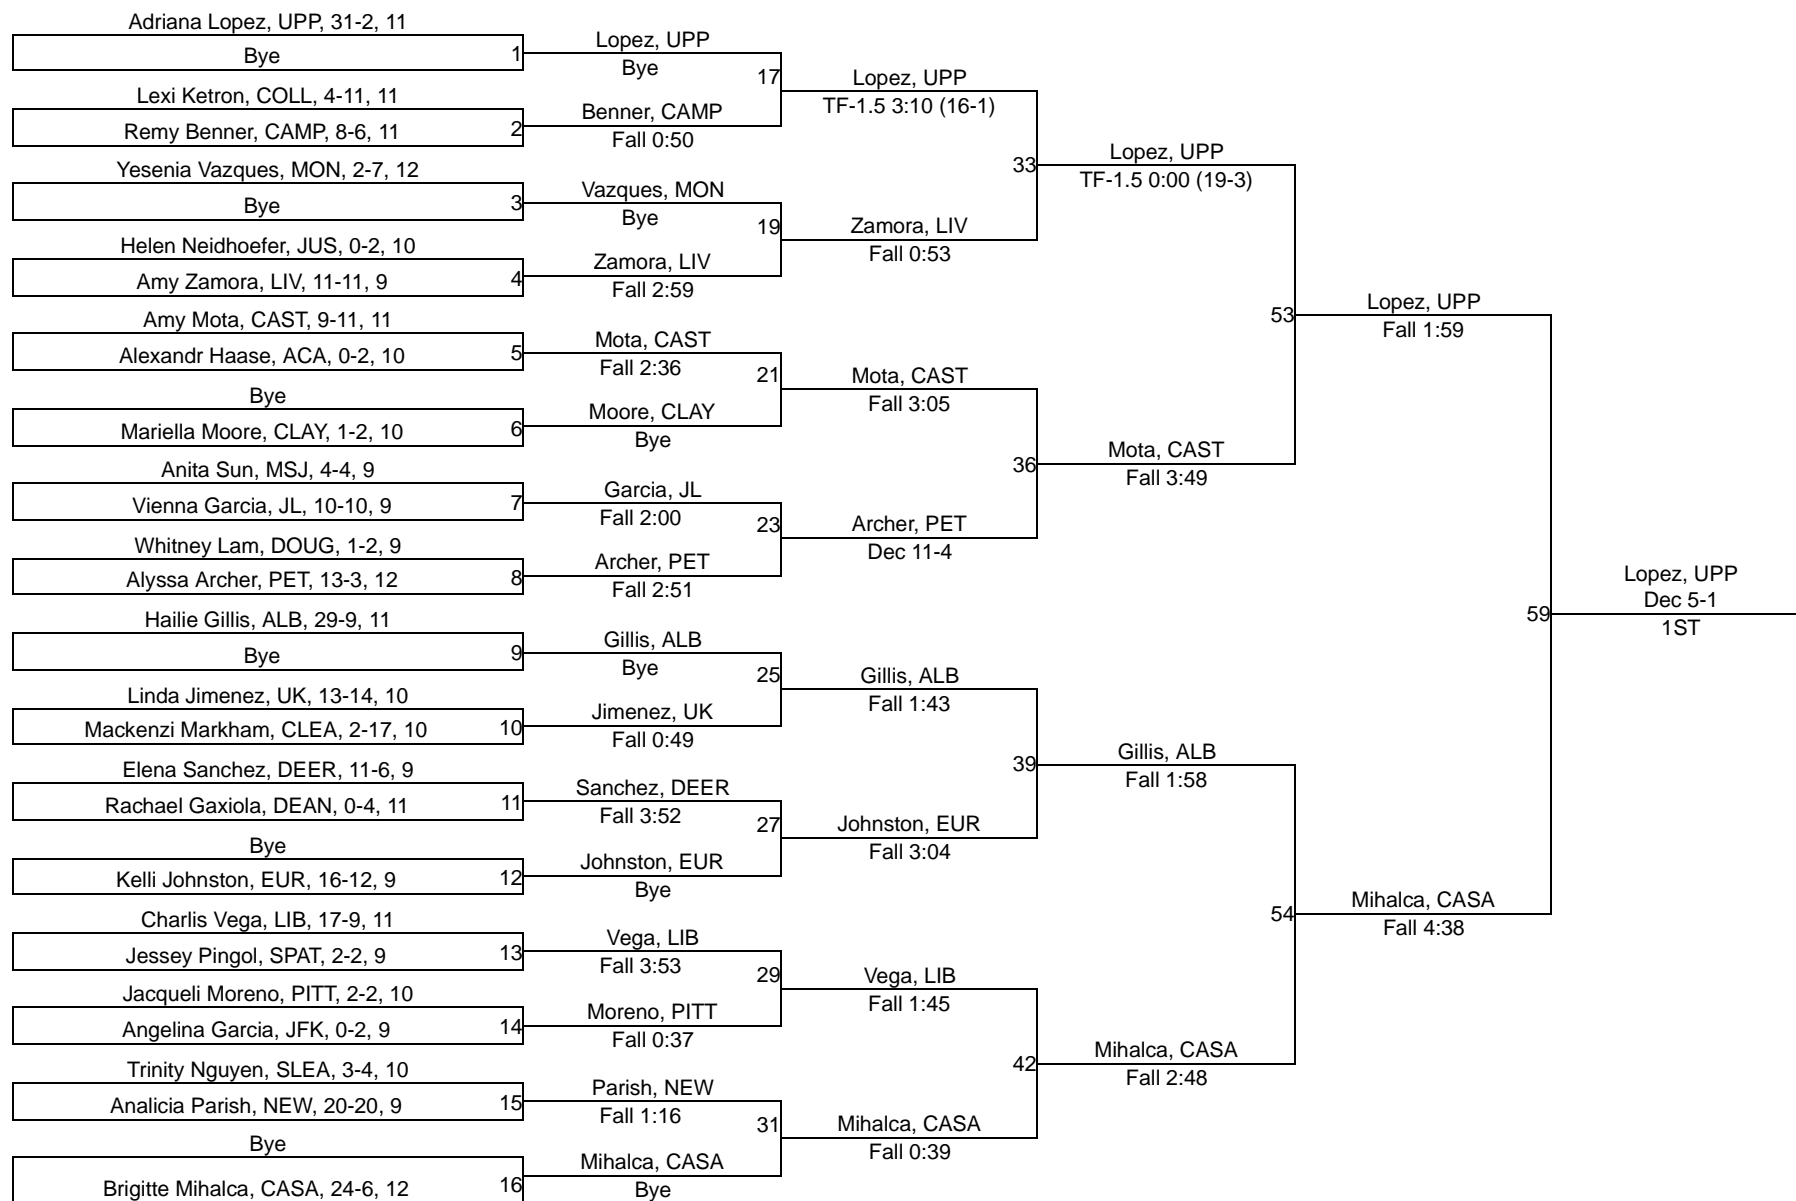 Adriana Lopez, UPP, 31-2, 11
Bye
1
Lexi Ketron, COLL, 4-11, 11
Remy Benner, CAMP, 8-6, 11
2
Yesenia Vazques, MON, 2-7, 12
Bye
3
Helen Neidhoefer, JUS, 0-2, 10
Amy Zamora, LIV, 11-11, 9
4
Amy Mota, CAST, 9-11, 11
Alexandr Haase, ACA, 0-2, 10
5
Bye
Mariella Moore, CLAY, 1-2, 10
6
Anita Sun, MSJ, 4-4, 9
Vienna Garcia, JL, 10-10, 9
7
Whitney Lam, DOUG, 1-2, 9
Alyssa Archer, PET, 13-3, 12
8
Hailie Gillis, ALB, 29-9, 11
Bye
9
Linda Jimenez, UK, 13-14, 10
Mackenzi Markham, CLEA, 2-17, 10
10
Elena Sanchez, DEER, 11-6, 9
Rachael Gaxiola, DEAN, 0-4, 11
11
Bye
Kelli Johnston, EUR, 16-12, 9
12
Charlis Vega, LIB, 17-9, 11
Jessey Pingol, SPAT, 2-2, 9
13
Jacqueli Moreno, PITT, 2-2, 10
Angelina Garcia, JFK, 0-2, 9
14
Trinity Nguyen, SLEA, 3-4, 10
Analicia Parish, NEW, 20-20, 9
15
Bye
Brigitte Mihalca, CASA, 24-6, 12
16
Lopez, UPP
Bye
17
Benner, CAMP
Fall 0:50
Vazques, MON
Bye
19
Zamora, LIV
Fall 2:59
Mota, CAST
Fall 2:36
21
Moore, CLAY
Bye
Garcia, JL
Fall 2:00
23
Archer, PET
Fall 2:51
Gillis, ALB
Bye
25
Jimenez, UK
Fall 0:49
Sanchez, DEER
Fall 3:52
27
Johnston, EUR
Bye
Vega, LIB
Fall 3:53
29
Moreno, PITT
Fall 0:37
Parish, NEW
Fall 1:16
31
Mihalca, CASA
Bye
Lopez, UPP
TF-1.5 3:10 (16-1)
33
Zamora, LIV
Fall 0:53
Mota, CAST
Fall 3:05
36
Archer, PET
Dec 11-4
Gillis, ALB
Fall 1:43
39
Johnston, EUR
Fall 3:04
Vega, LIB
Fall 1:45
42
Mihalca, CASA
Fall 0:39
Lopez, UPP
TF-1.5 0:00 (19-3)
53
Mota, CAST
Fall 3:49
Gillis, ALB
Fall 1:58
54
Mihalca, CASA
Fall 2:48
Lopez, UPP
Fall 1:59
59
Mihalca, CASA
Fall 4:38
Lopez, UPP
Dec 5-1
1ST